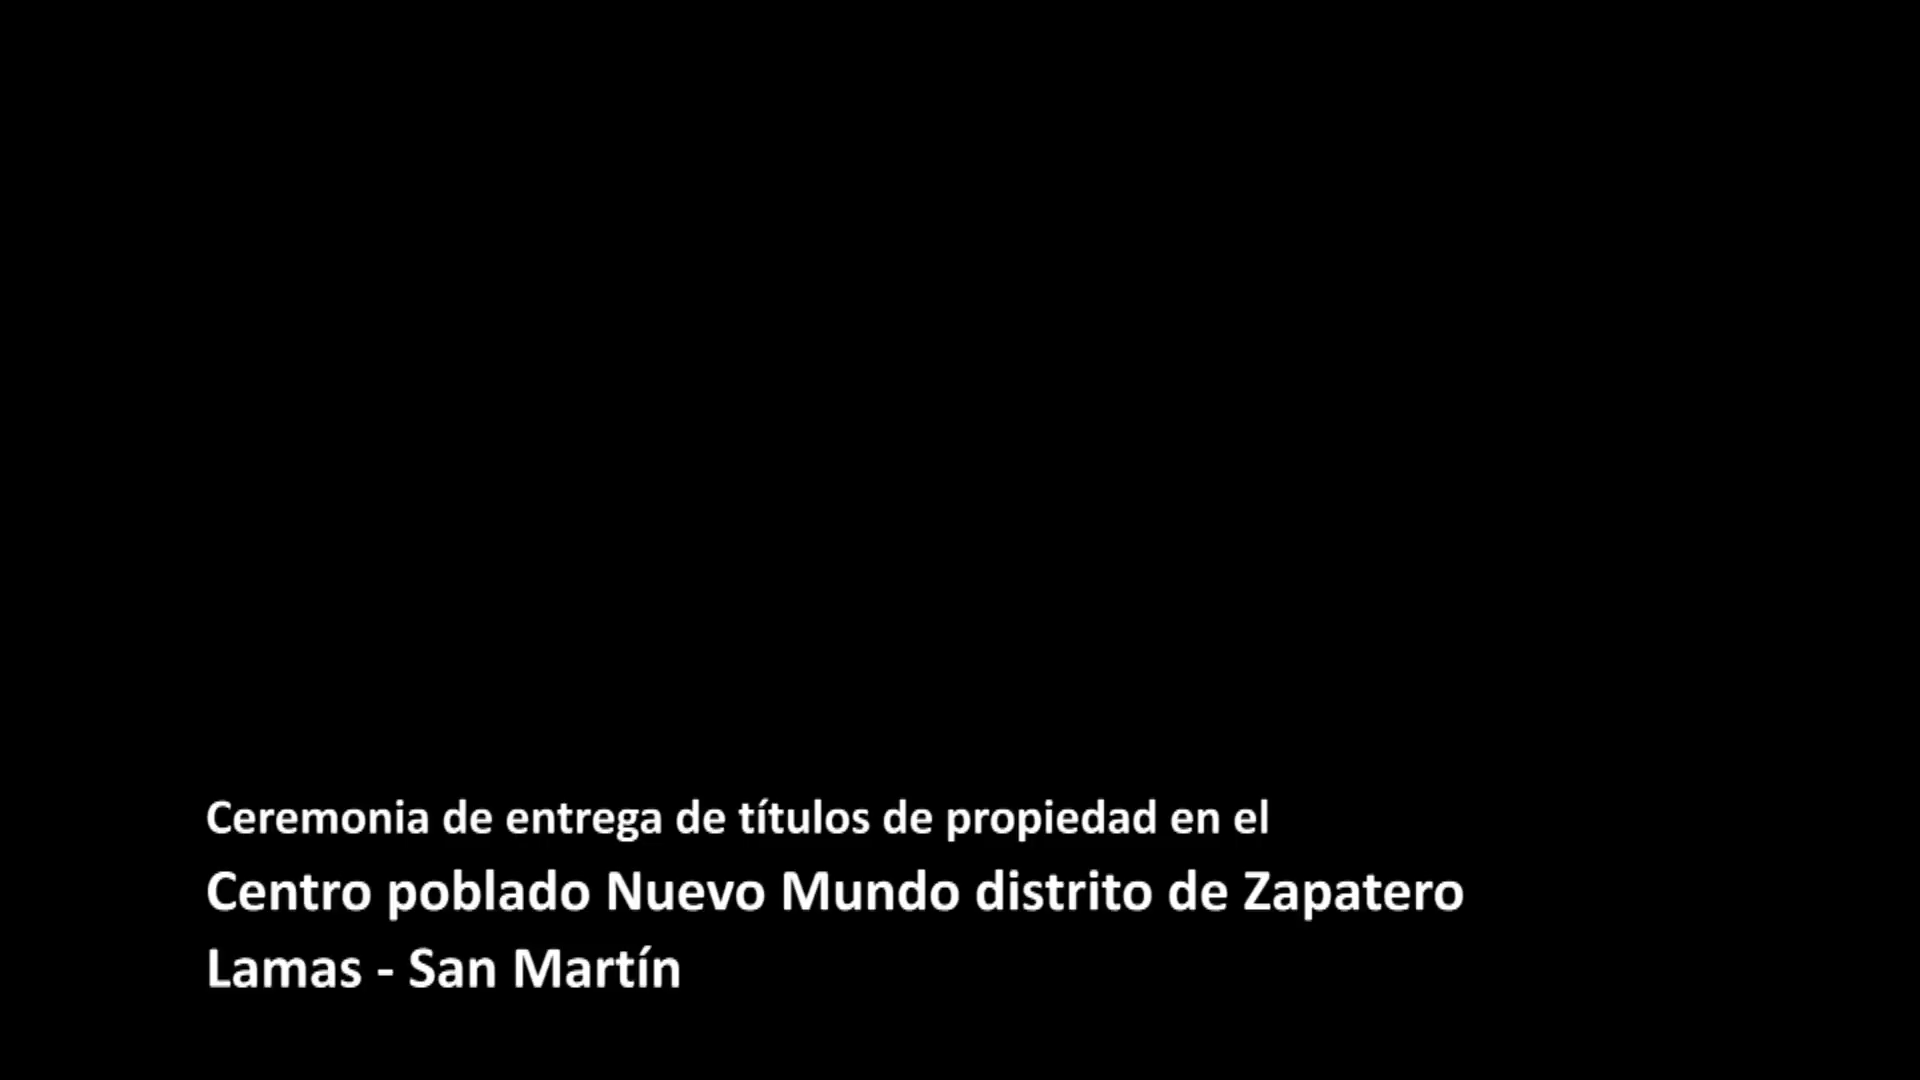 Ceremonia de entrega de títulos de propiedad en el
Centro poblado Nuevo Mundo distrito de Zapatero
Lamas - San Martín